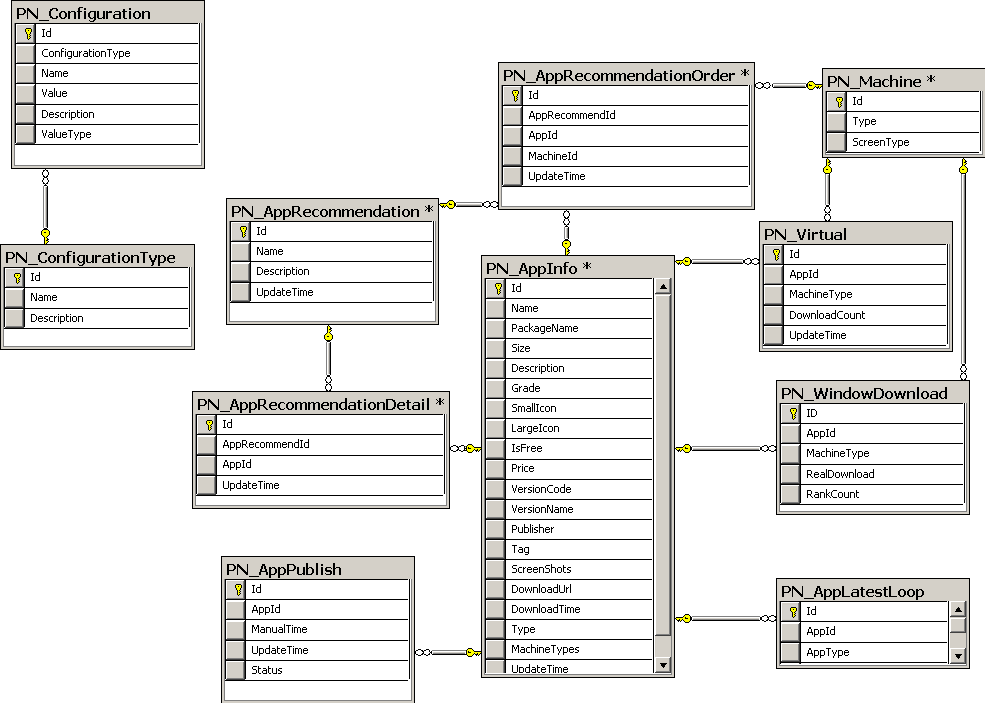 PN_Configuration
Id
ConfigurationType
Name
Value
Description
ValueType
PN_ConfigurationType
Id
Name
Description
PN_AppRecommendation *
Id
Name
Description
UpdateTime
PN_AppRecommendationDetail *
Id
AppRecommendId
AppId
UpdateTime
PN_AppPublish
Id
AppId
ManualTime
UpdateTime
Status
PN_AppRecommendationOrder *
Id
AppRecommendId
AppId
MachineId
UpdateTime
PN_AppInfo *
Id
Name
PackageName
Size
Description
Grade
SmallIcon
LargeIcon
IsFree
Price
VersionCode
VersionName
Publisher
Tag
ScreenShots
DownloadUrl
DownloadTime
Type
MachineTypes
UpdateTime
PN_Machine *
Id
Type
ScreenType
PN_Virtual
Id
AppId
MachineType
DownloadCount
UpdateTime
PN_WindowDownload
ID
AppId
MachineType
RealDownload
RankCount
PN_AppLatestLoop
Id
AppId
AppType